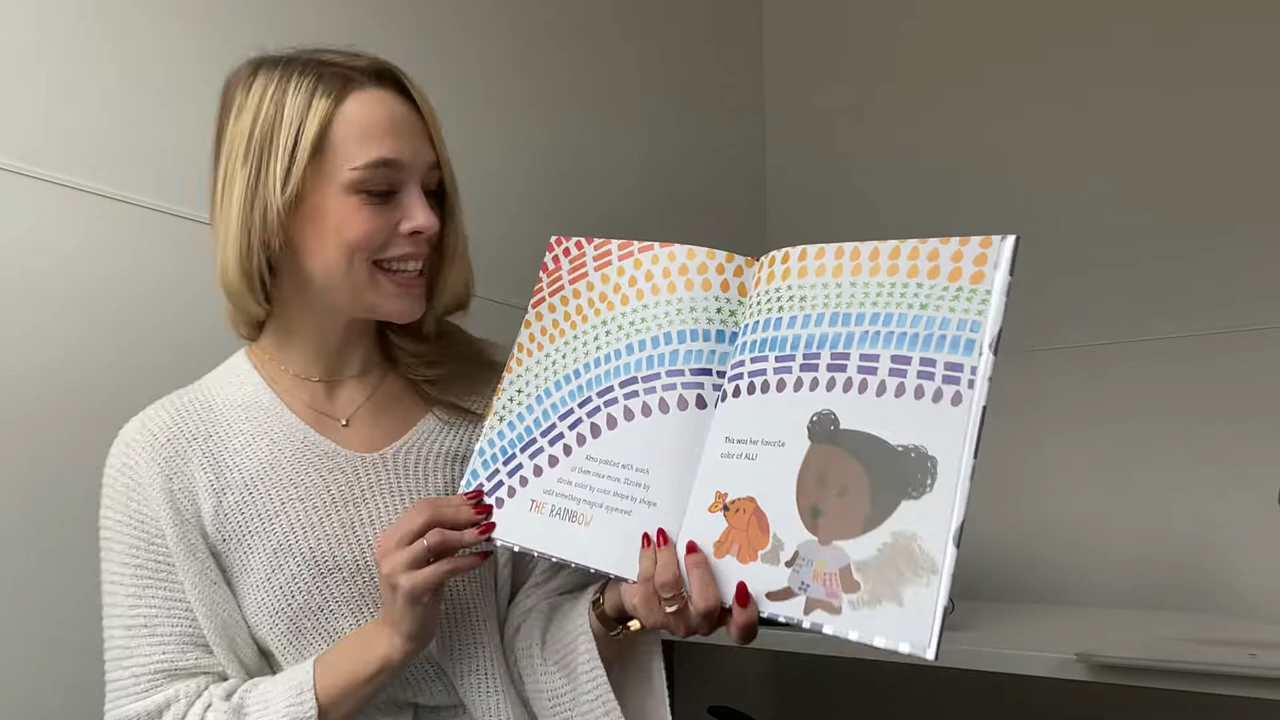 Alma painted with each
of them once more. Stroke by
stroke, color by color, shape by shape
until something magical appeared:
THE RAINBOW
This was her favorite
color of ALL!